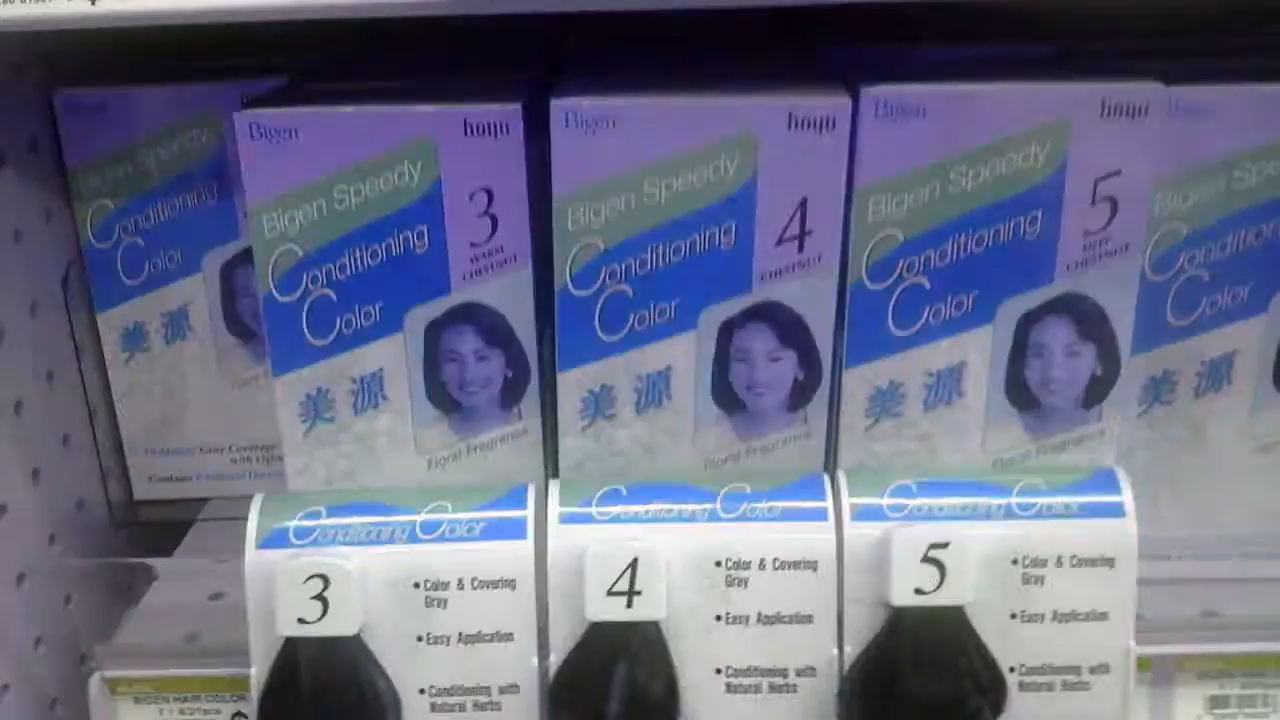 Bigen Speedy
Conditioning
Color
美源
Bigen
hoyu
Bigen Speedy
Conditioning
Color
3
WARM
CHESTNUT
美源
Floral Fragrance
Bigen
hoyu
Bigen Speedy
Conditioning
Color
4
CHESTNUT
美源
Floral Fragrance
Bigen
hoyu
Bigen Speedy
Conditioning
Color
5
DEEP
CHESTNUT
美源
Floral Fragrance
Conditioning
Color
美源
Conditioning Color
3
• Color & Covering
Gray
• Easy Application
• Conditioning with
Natural Herbs
Conditioning Color
4
• Color & Covering
Gray
• Easy Application
• Conditioning with
Natural Herbs
Conditioning Color
5
• Color & Covering
Gray
• Easy Application
• Conditioning with
Natural Herbs
BIGEN HAIR COLOR